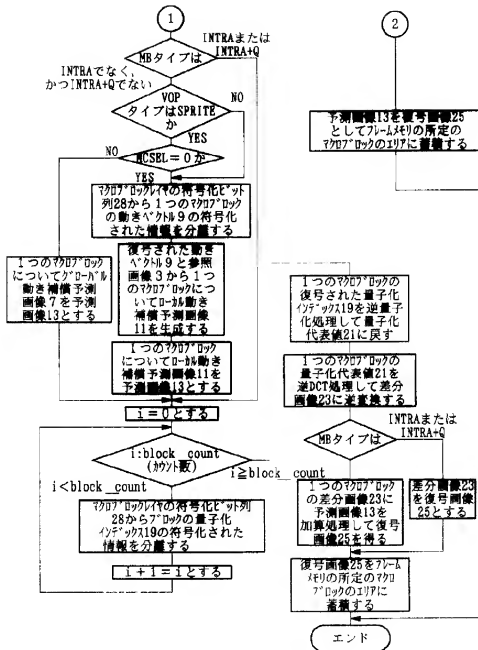 1
MBタイプは
INTRAまたは
INTRA+Q
INTRAでなく、
かつINTRA+Qでない
VOP
タイプはSPRITE
か
NO
YES
MCSEL=0か
NO
YES
マクロブロックレイヤの符号化ビット
列28から1つのマクロブロック
の動きベクトル9の符号化
された情報を分離する
復号された動き
ベクトル9と参照
画像3から1つ
のマクロブロックにつ
いてローカル動き
補償予測画像
11を生成する
1つのマクロブロック
についてグローバル
動き補償予測
画像7を予測
画像13とする
1つのマクロブロック
についてローカル動き
補償予測画像11を
予測画像13とする
i=0とする
i:block_count
(カウント数)
i≧block_count
i<block_count
マクロブロックレイヤの符号化ビット列
28からブロックの量子化
インデックス19の符号化された
情報を分離する
i+1=iとする
2
予測画像13を復号画像25
としてフレームメモリの所定の
マクロブロックのエリアに蓄積する
1つのマクロブロックの
復号された量子化
インデックス19を逆量子
化処理して量子化
代表値21に戻す
1つのマクロブロックの
量子化代表値21を
逆DCT処理して差分
画像23に逆変換する
MBタイプは
INTRAまたは
INTRA+Q
1つのマクロブロック
の差分画像23に
予測画像13を
加算処理して復号
画像25を得る
差分画像23
を復号画像
25とする
復号画像25をフレーム
メモリの所定のマクロ
ブロックのエリアに
蓄積する
エンド